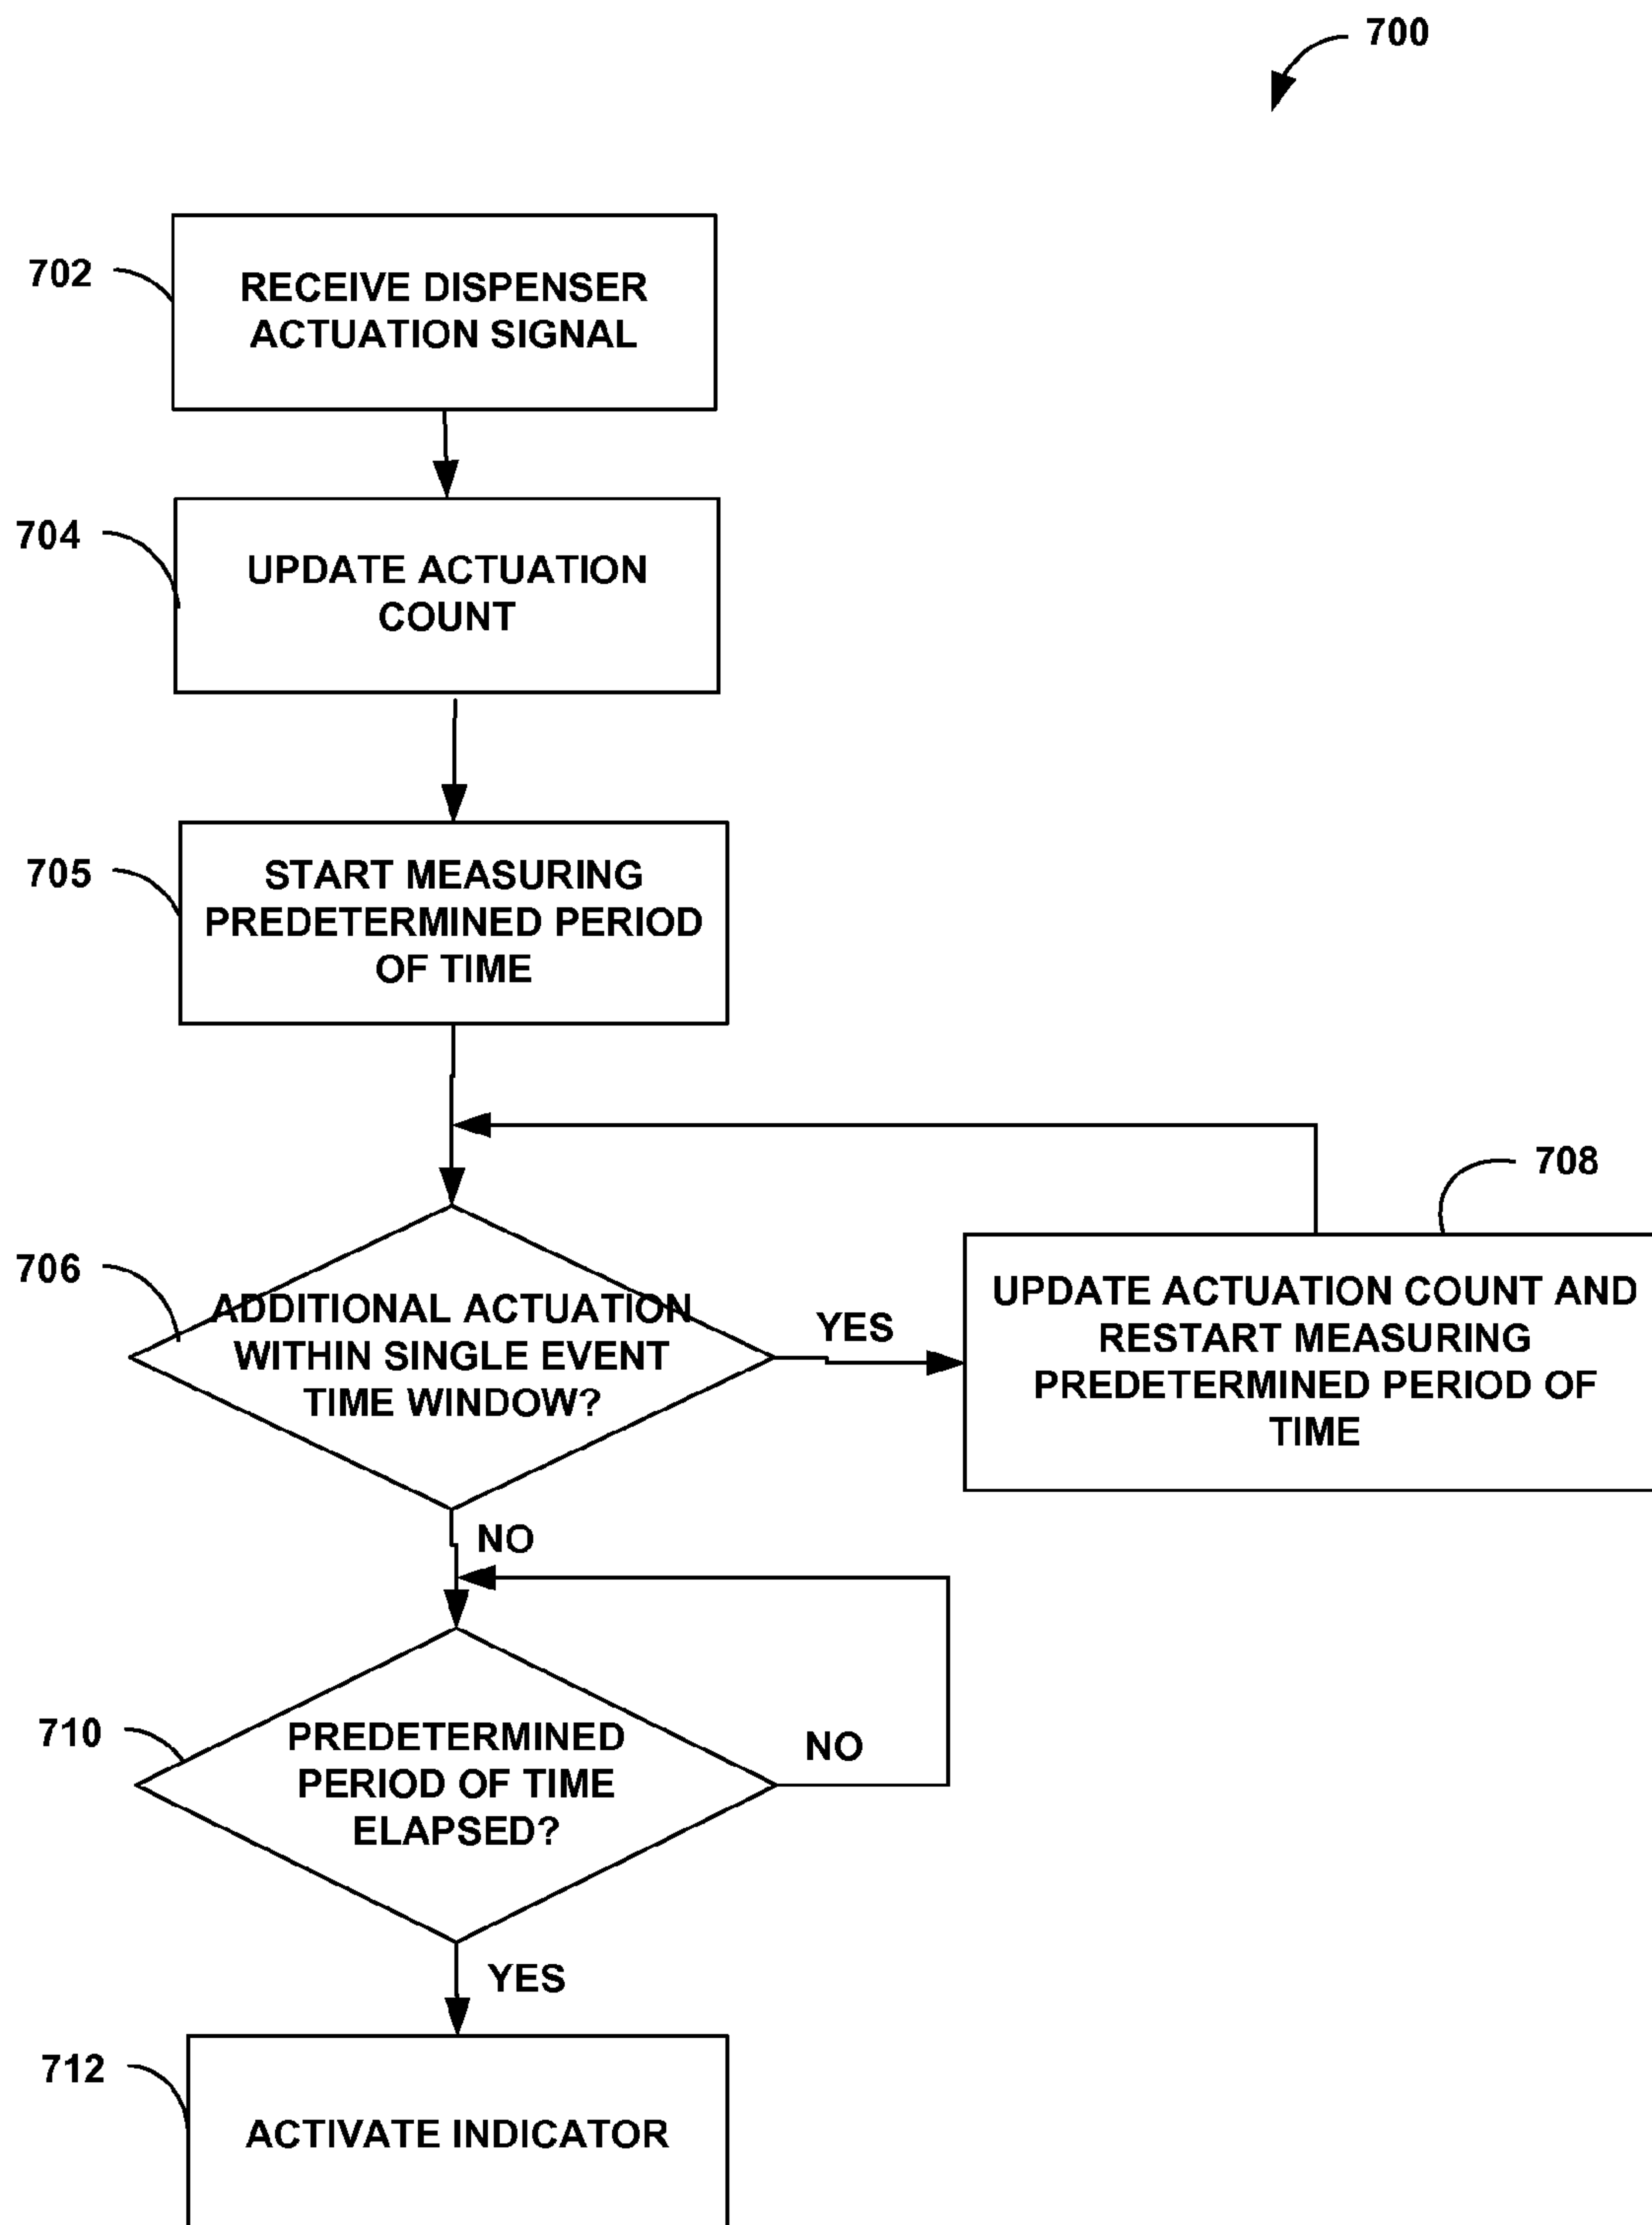 700
702
RECEIVE DISPENSER
ACTUATION SIGNAL
704
UPDATE ACTUATION
COUNT
705
START MEASURING
PREDETERMINED PERIOD
OF TIME
706
ADDITIONAL ACTUATION
WITHIN SINGLE EVENT
TIME WINDOW?
YES
708
UPDATE ACTUATION COUNT AND
RESTART MEASURING
PREDETERMINED PERIOD OF
TIME
NO
710
PREDETERMINED
PERIOD OF TIME
ELAPSED?
NO
YES
712
ACTIVATE INDICATOR